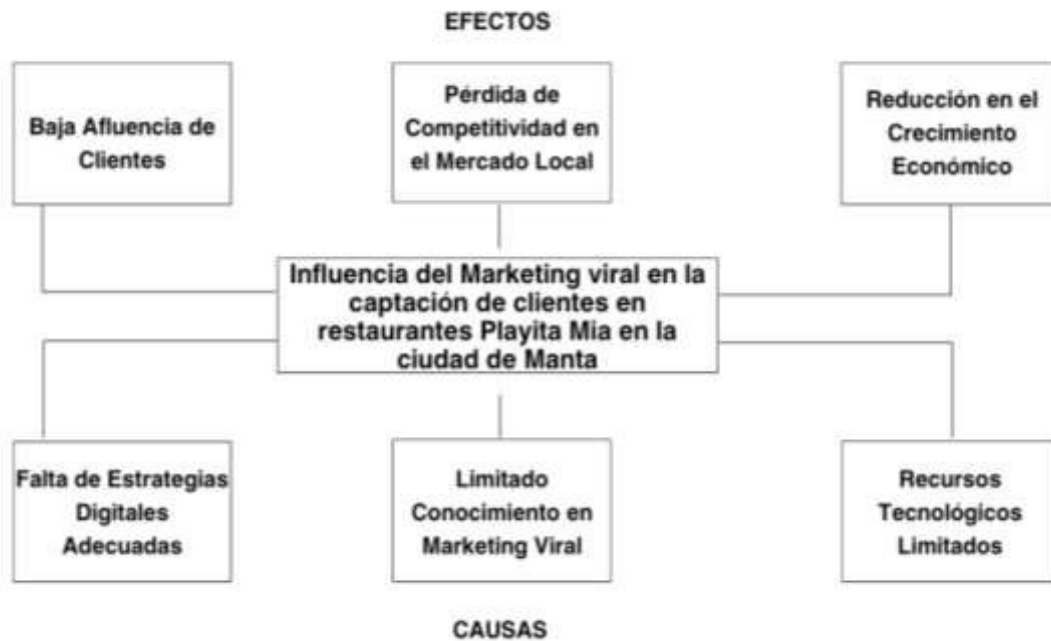 EFECTOS
Baja Afluencia de
Clientes
Pérdida de
Competitividad en
el Mercado Local
Reducción en el
Crecimiento
Económico
Influencia del Marketing viral en la
captación de clientes en
restaurantes Playita Mia en la
ciudad de Manta
Falta de Estrategias
Digitales
Adecuadas
Limitado
Conocimiento en
Marketing Viral
Recursos
Tecnológicos
Limitados
CAUSAS